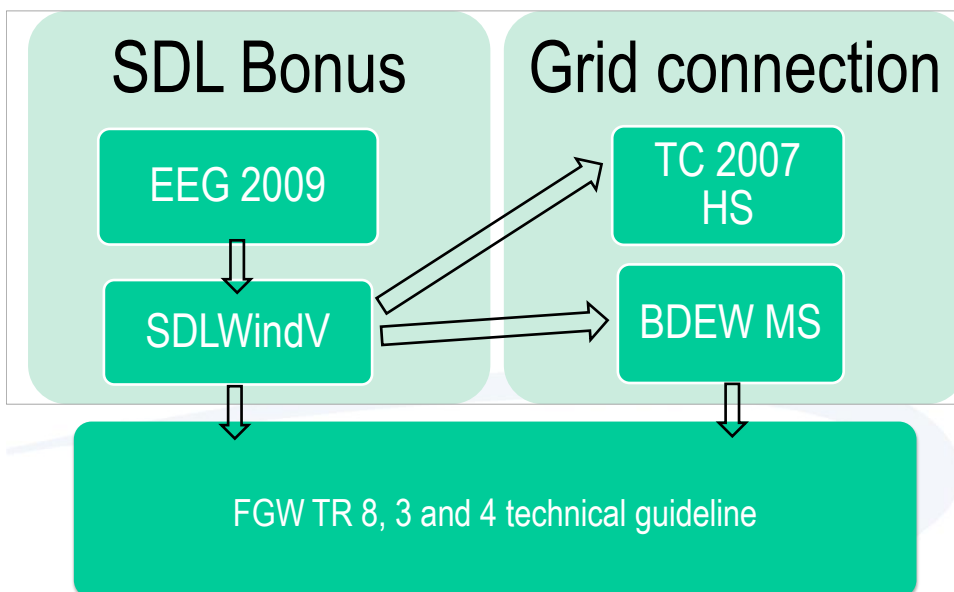 SDL Bonus
EEG 2009
SDLWindV
Grid connection
TC 2007
HS
BDEW MS
FGW TR 8, 3 and 4 technical guideline